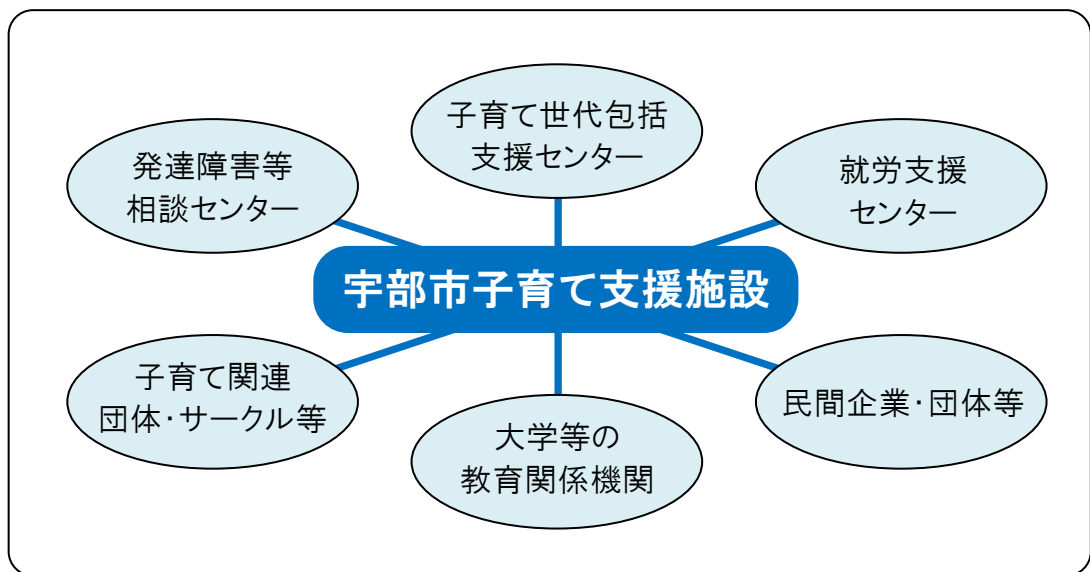 子育て世代包括
支援センター
発達障害等
相談センター
就労支援
センター
宇部市子育て支援施設
子育て関連
団体・サークル等
大学等の
教育関係機関
民間企業・団体等